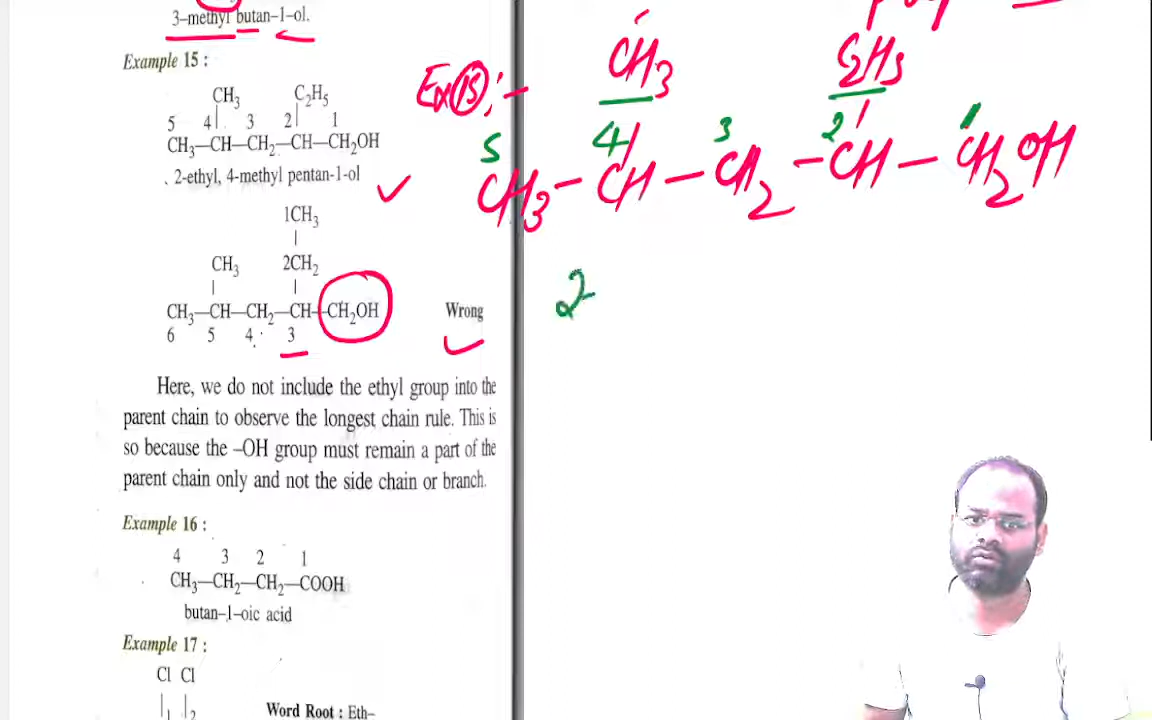 3–methyl butan–1–ol.
Example 15 :
CH₃ C₂H₅
5 4 3 2 1
CH₃—CH—CH₂—CH—CH₂OH
2-ethyl, 4-methyl pentan-1-ol
1CH₃
CH₃ 2CH₂
CH₃—CH—CH₂—CH—CH₂OH Wrong
6 5 4 3
Here, we do not include the ethyl group into the
parent chain to observe the longest chain rule. This is
so because the –OH group must remain a part of the
parent chain only and not the side chain or branch.
Example 16 :
4 3 2 1
CH₃—CH₂—CH₂—COOH
butan–1–oic acid
Example 17 :
Cl Cl
1 2
Word Root : Eth–
Ex 15 :-
CH₃ C₂H₅
5 4 3 2 1
CH₃ – CH – CH₂ – CH – CH₂OH
2-